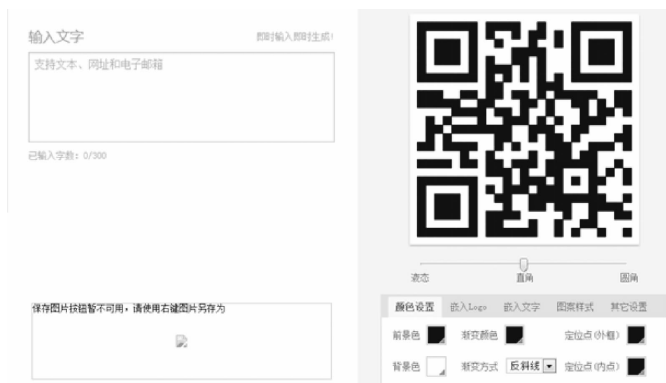 输入文字
即时输入即时生成!
支持文本、网址和电子邮箱
已输入字数: 0/300
保存图片按钮暂不可用，请使用右键图片另存为
液态
直角
圆角
颜色设置
嵌入Logo
嵌入文字
图案样式
其它设置
前景色
渐变颜色
定位点(外框)
背景色
渐变方式
反斜线
定位点(内点)